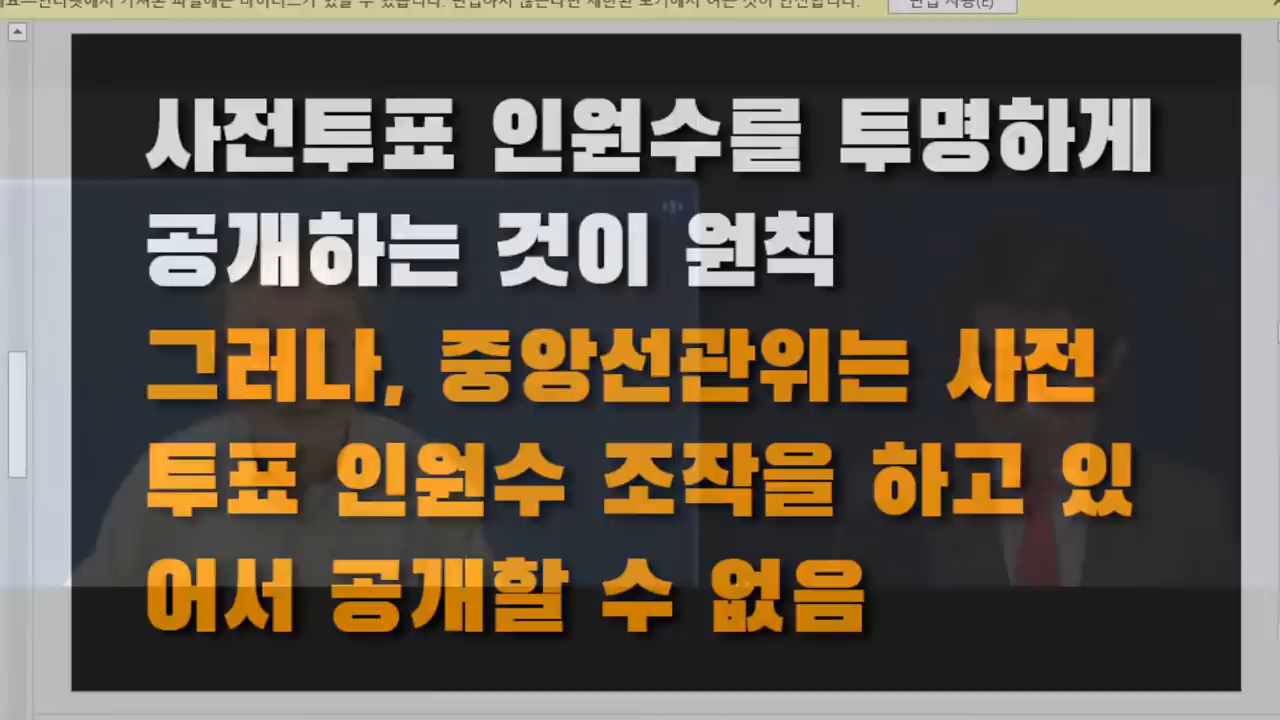 사전투표 인원수를 투명하게
공개하는 것이 원칙
그러나, 중앙선관위는 사전
투표 인원수 조작을 하고 있
어서 공개할 수 없음